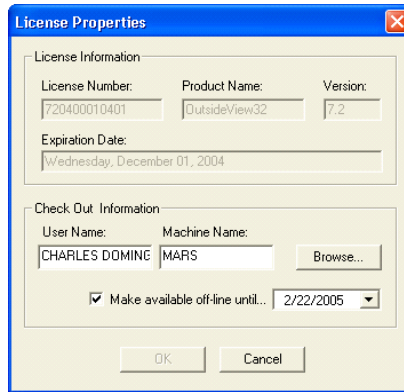 License Properties
License Information
License Number: Product Name: Version:
720400010401 OutsideView32 7.2
Expiration Date:
Wednesday, December 01, 2004
Check Out Information
User Name: Machine Name:
CHARLES DOMING MARS Browse...
Make available off-line until... 2/22/2005
OK Cancel